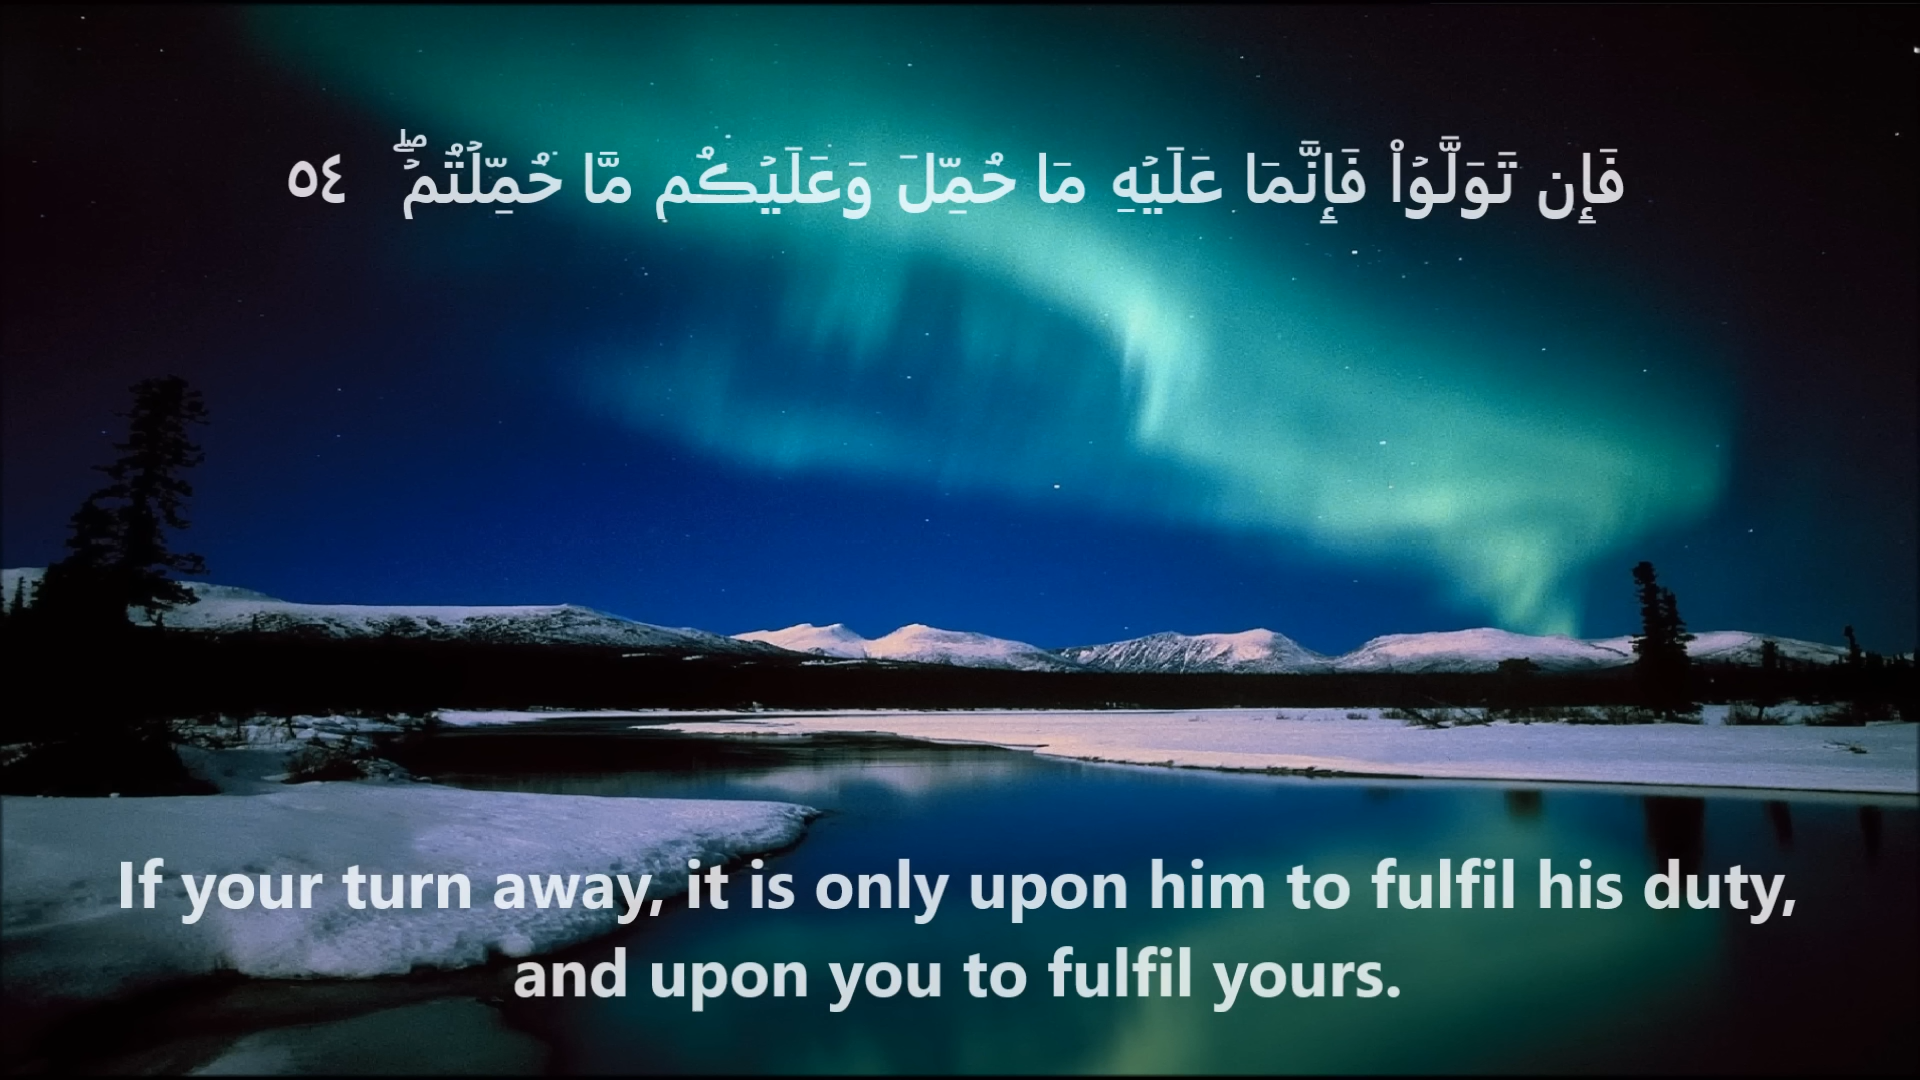 فَإِن تَوَلَّوۡاْ فَإِنَّمَا عَلَيۡهِ مَا حُمِّلَ وَعَلَيۡكُم مَّا حُمِّلۡتُمۡۖ ٥٤
If your turn away, it is only upon him to fulfil his duty,
and upon you to fulfil yours.